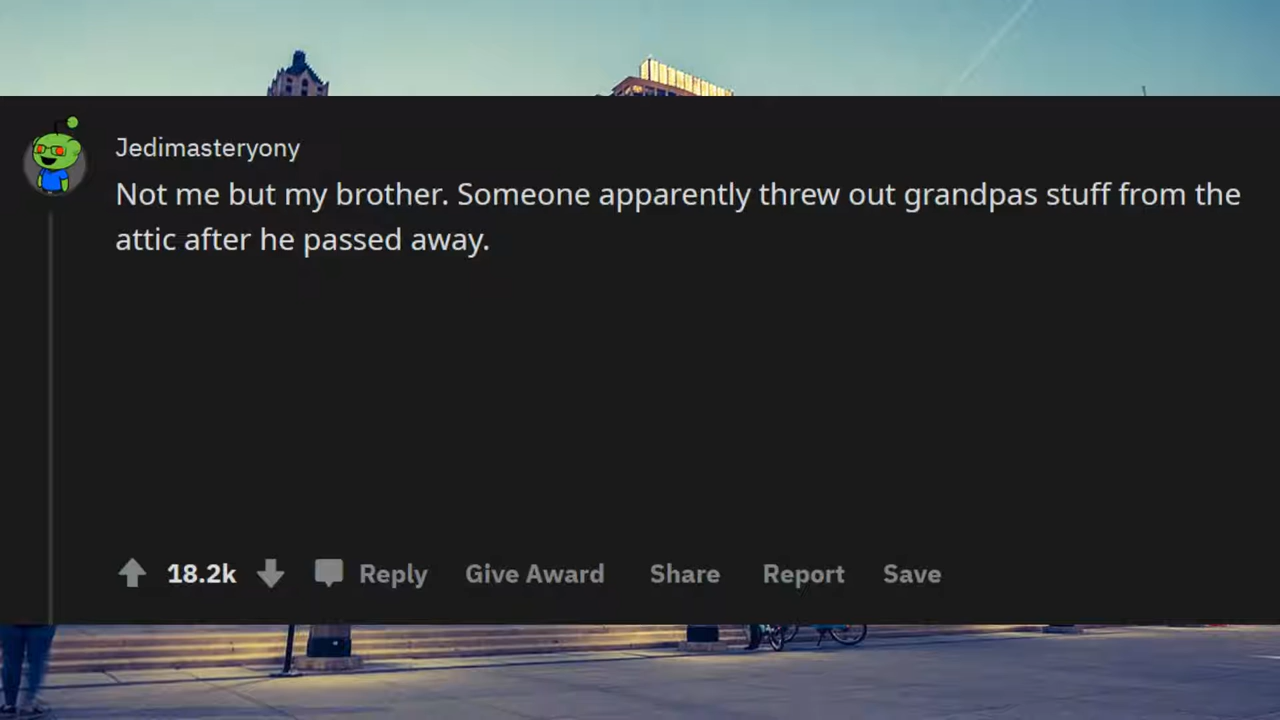 Jedimasteryony
Not me but my brother. Someone apparently threw out grandpas stuff from the
attic after he passed away.
18.2k Reply Give Award Share Report Save